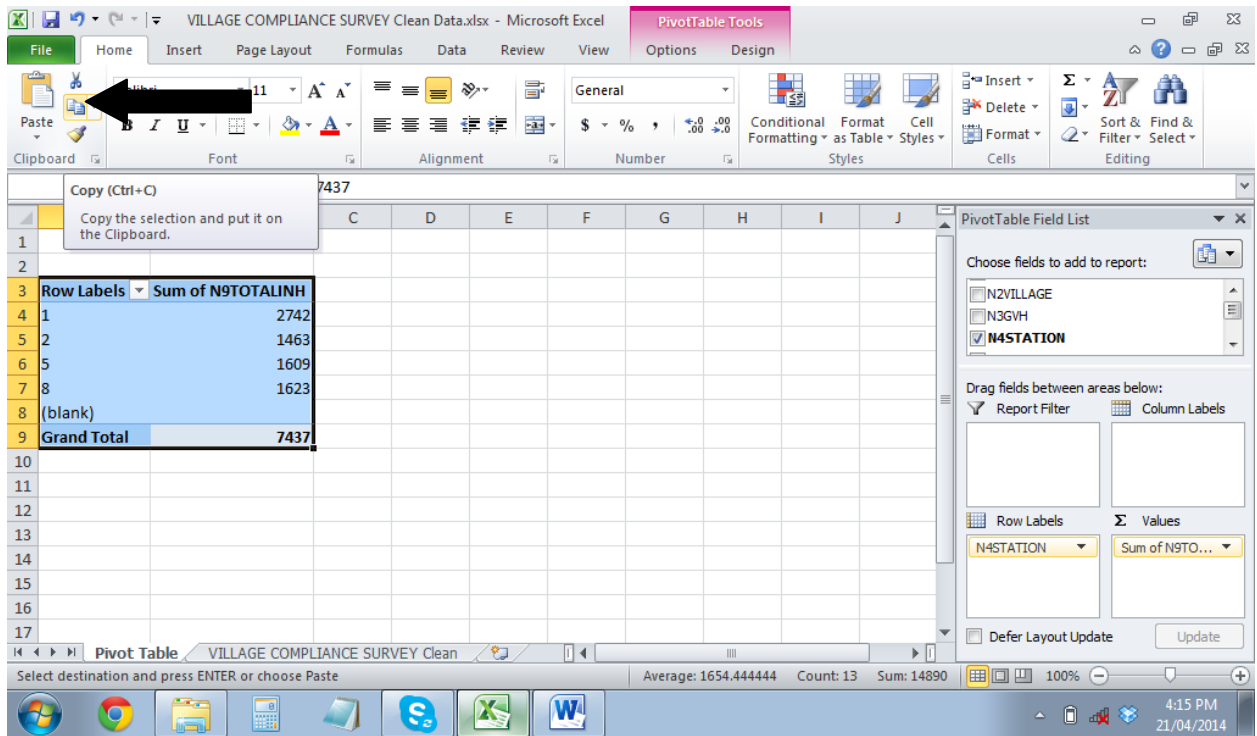 VILLAGE COMPLIANCE SURVEY Clean Data.xlsx - Microsoft Excel
PivotTable Tools
File Home Insert Page Layout Formulas Data Review View Options Design
Paste
11
B I U
A A
A
General
$ % ,
.00 .0
Conditional Formatting
Format as Table
Cell Styles
Insert
Delete
Format
Σ
Sort & Filter
Find & Select
Clipboard Font Alignment Number Styles Cells Editing
7437
Copy (Ctrl+C)
Copy the selection and put it on
the Clipboard.
C D E F G H I J
1
2
3 Row Labels Sum of N9TOTALINH
4 1 2742
5 2 1463
6 5 1609
7 8 1623
8 (blank)
9 Grand Total 7437
10
11
12
13
14
15
16
17
PivotTable Field List
Choose fields to add to report:
N2VILLAGE
N3GVH
N4STATION
Drag fields between areas below:
Report Filter Column Labels
Row Labels Σ Values
N4STATION Sum of N9TO...
Defer Layout Update Update
Pivot Table VILLAGE COMPLIANCE SURVEY Clean
Select destination and press ENTER or choose Paste Average: 1654.444444 Count: 13 Sum: 14890 100%
4:15 PM
21/04/2014